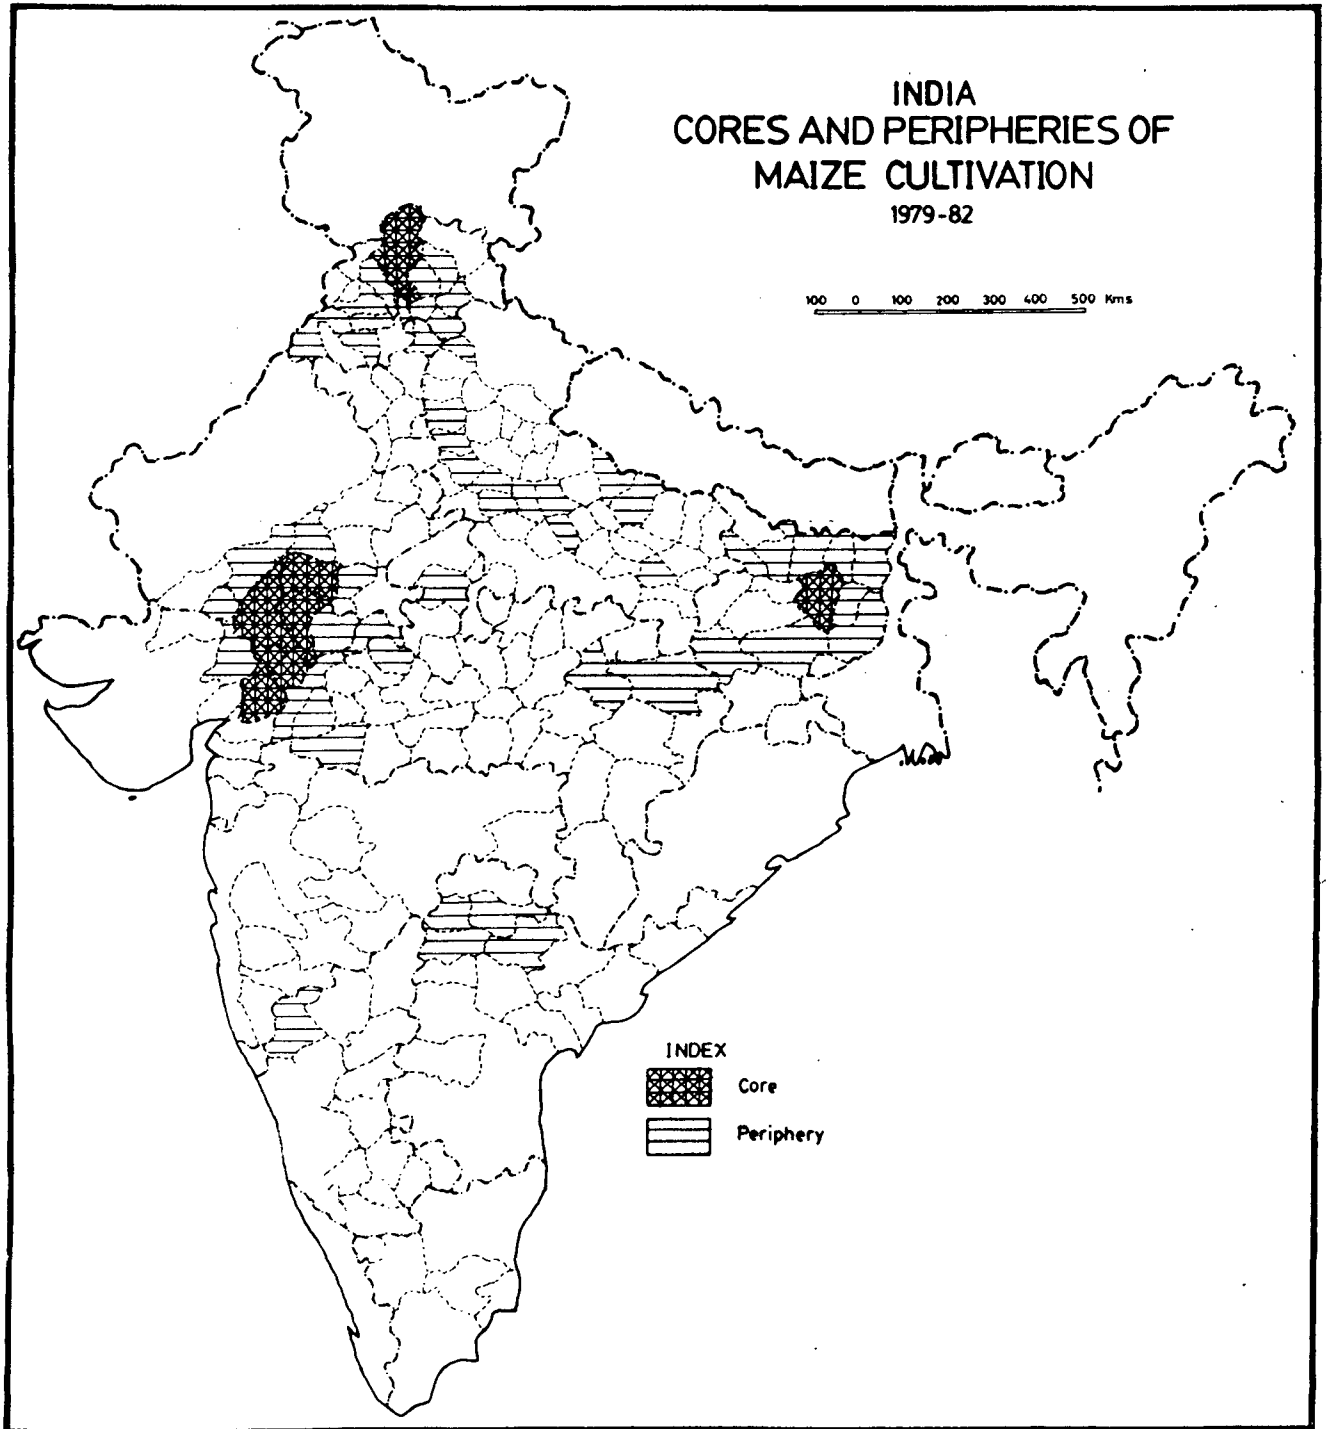 INDIA
CORES AND PERIPHERIES OF
MAIZE CULTIVATION
1979-82
100 0 100 200 300 400 500 Kms
INDEX
Core
Periphery